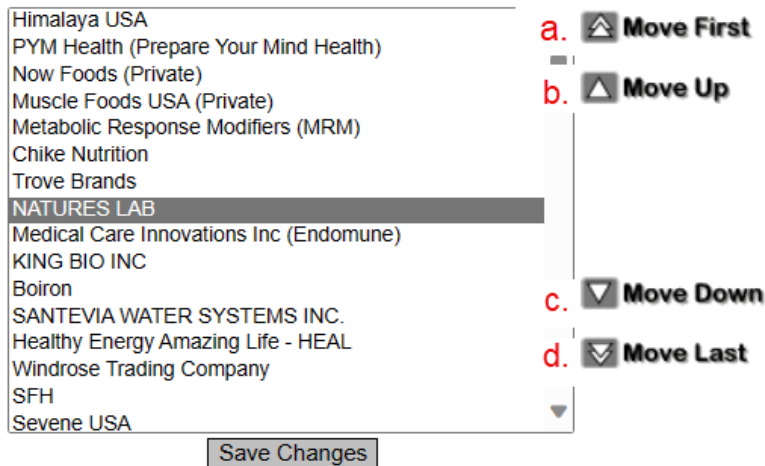 Himalaya USA
PYM Health (Prepare Your Mind Health)
Now Foods (Private)
Muscle Foods USA (Private)
Metabolic Response Modifiers (MRM)
Chike Nutrition
Trove Brands
NATURES LAB
Medical Care Innovations Inc (Endomune)
KING BIO INC
Boiron
SANTEVIA WATER SYSTEMS INC.
Healthy Energy Amazing Life - HEAL
Windrose Trading Company
SFH
Sevene USA
a. Move First
b. Move Up
c. Move Down
d. Move Last
Save Changes